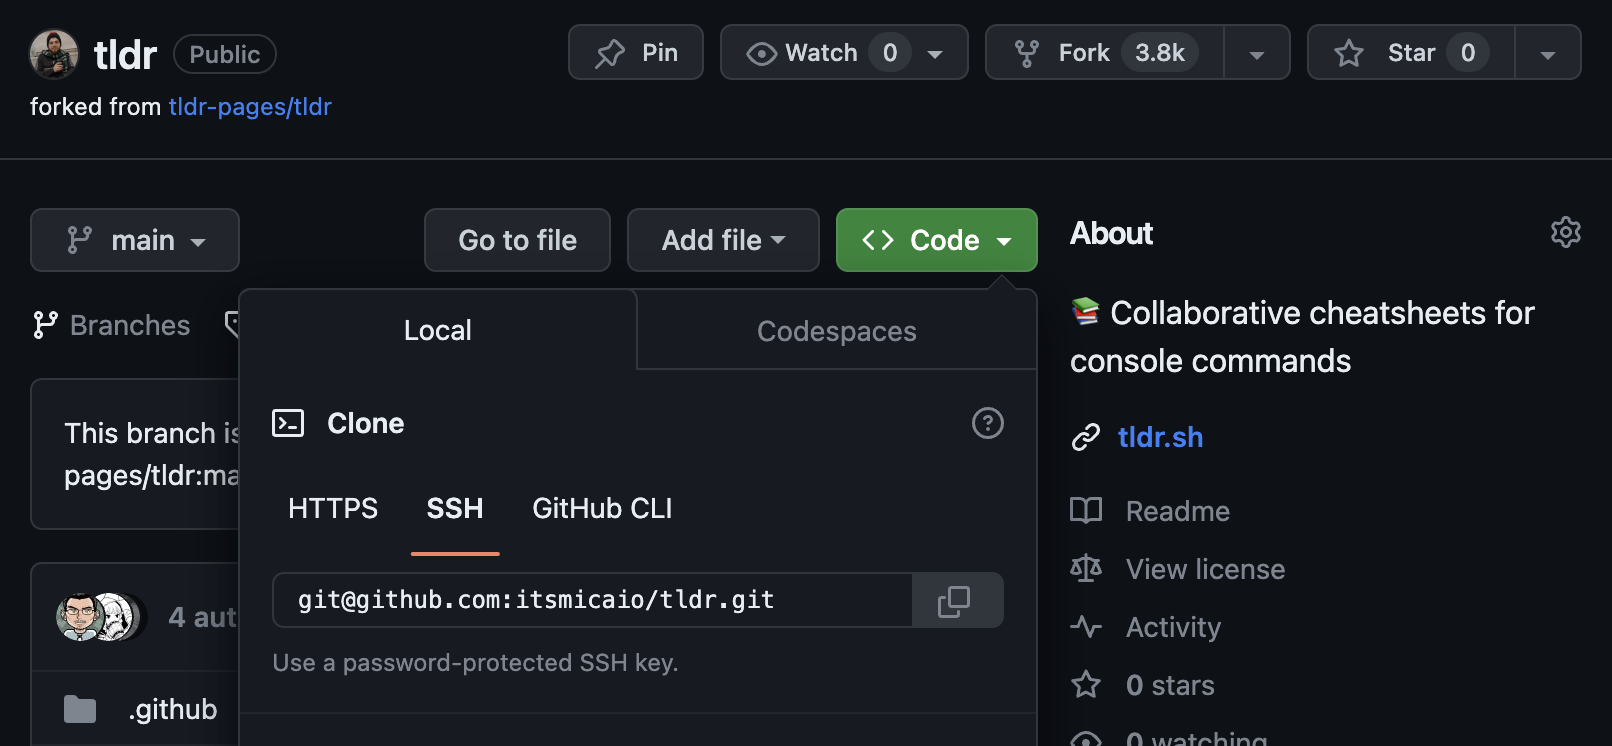 tldr Public Pin Watch 0 Fork 3.8k Star 0
forked from tldr-pages/tldr
main Go to file Add file Code
Branches
This branch is
pages/tldr:ma
4 aut
.github
Local Codespaces
Clone
HTTPS SSH GitHub CLI
git@github.com:itsmicaio/tldr.git
Use a password-protected SSH key.
About
Collaborative cheatsheets for
console commands
tldr.sh
Readme
View license
Activity
0 stars
0 watching